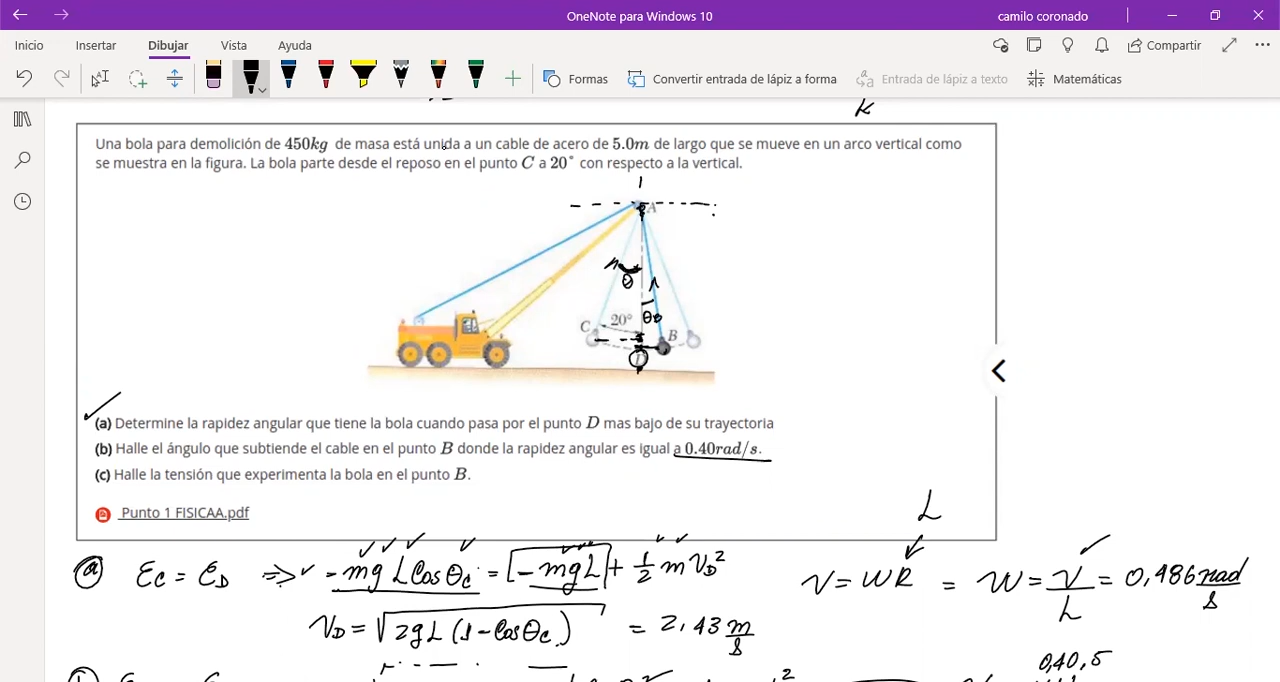 OneNote para Windows 10
camilo coronado
Inicio Insertar Dibujar Vista Ayuda
Compartir
Formas Convertir entrada de lápiz a forma Entrada de lápiz a texto Matemáticas
K
Una bola para demolición de 450kg de masa está unida a un cable de acero de 5.0m de largo que se mueve en un arco vertical como
se muestra en la figura. La bola parte desde el reposo en el punto C a 20° con respecto a la vertical.
A
θ
20° θB
C B
D
(a) Determine la rapidez angular que tiene la bola cuando pasa por el punto D mas bajo de su trayectoria
(b) Halle el ángulo que subtiende el cable en el punto B donde la rapidez angular es igual a 0.40rad/s.
(c) Halle la tensión que experimenta la bola en el punto B.
Punto 1 FISICAA.pdf
L
(a) EC = ED => - mg L Cos θC = [- mgL] + 1/2 m VD² V = WR = W = V/L = 0,486 rad/s
VD = √2gL (1 - Cos θC) = 2,43 m/s
0,40, 5